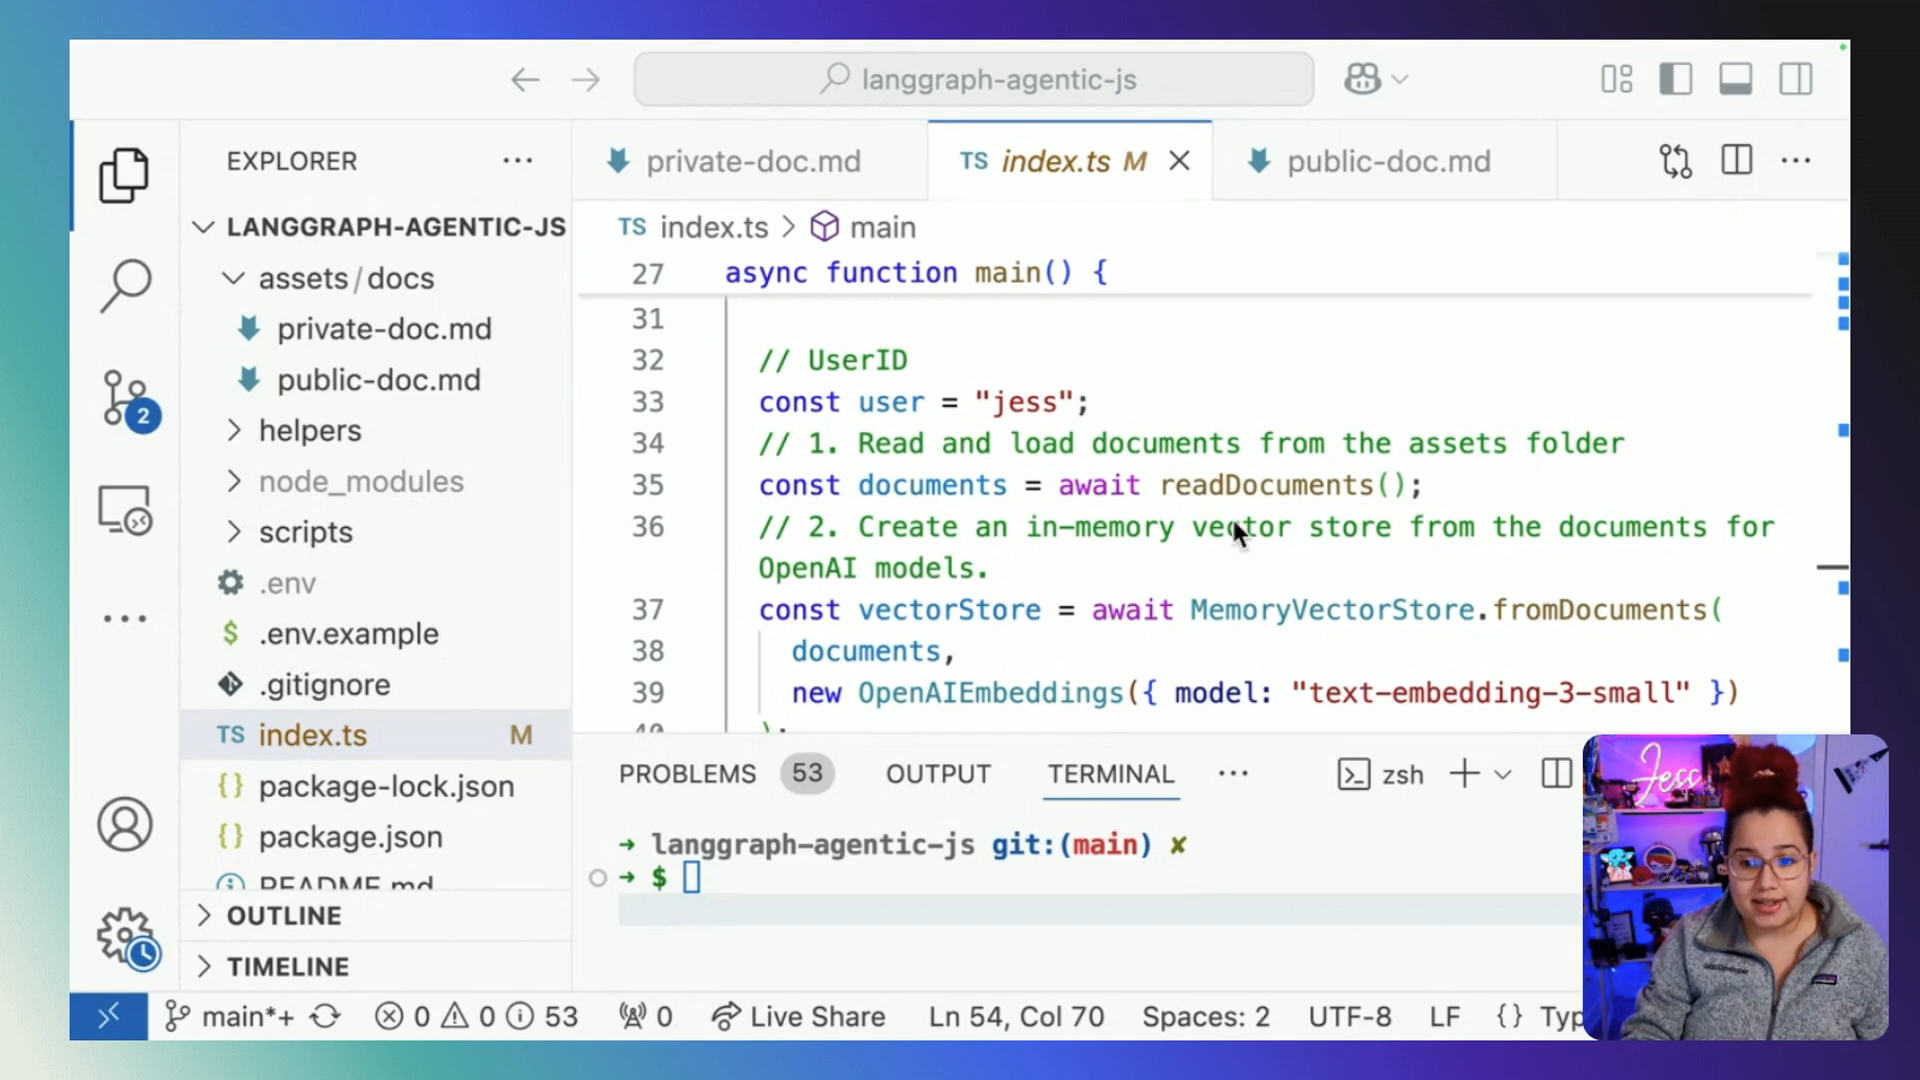 langgraph-agentic-js
EXPLORER
LANGGRAPH-AGENTIC-JS
assets/docs
private-doc.md
public-doc.md
helpers
node_modules
scripts
.env
$ .env.example
.gitignore
TS index.ts M
{} package-lock.json
{} package.json
README.md
OUTLINE
TIMELINE
2
private-doc.md
TS index.ts M
public-doc.md
TS index.ts > main
27 async function main() {
31
32 // UserID
33 const user = "jess";
34 // 1. Read and load documents from the assets folder
35 const documents = await readDocuments();
36 // 2. Create an in-memory vector store from the documents for
OpenAI models.
37 const vectorStore = await MemoryVectorStore.fromDocuments(
38 documents,
39 new OpenAIEmbeddings({ model: "text-embedding-3-small" })
40 );
PROBLEMS 53 OUTPUT TERMINAL ··· zsh
→ langgraph-agentic-js git:(main) ✘
→ $
main*+ 0 0 53 0 Live Share Ln 54, Col 70 Spaces: 2 UTF-8 LF {} Typ
Jess